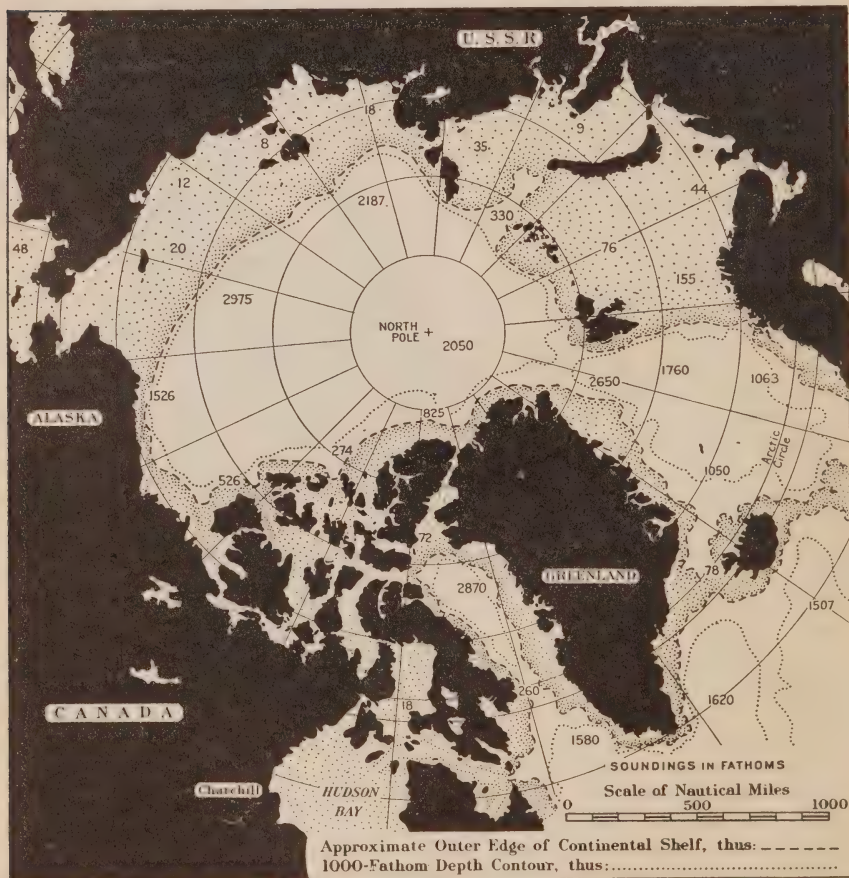 U. S. S. R
18
8
9
35
12
44
2187
330
48
20
76
155
2975
NORTH
POLE +
2050
1760
2650
1063
1526
825
ALASKA
Arctic
Circle
274
1050
526
72
GREENLAND
78
2870
1507
260
1620
CANADA
18
1580
SOUNDINGS IN FATHOMS
Churchill
HUDSON
BAY
Scale of Nautical Miles
0 500 1000
Approximate Outer Edge of Continental Shelf, thus:
1000-Fathom Depth Contour, thus: